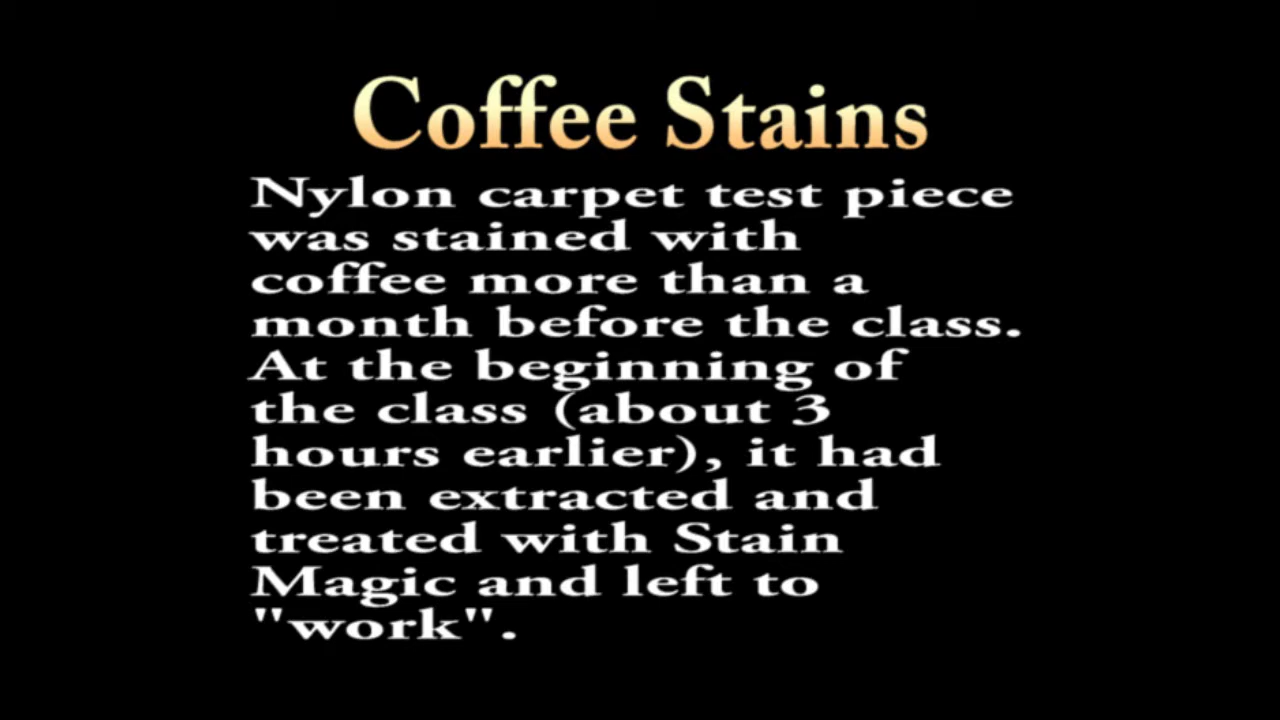 Coffee Stains
Nylon carpet test piece
was stained with
coffee more than a
month before the class.
At the beginning of
the class (about 3
hours earlier), it had
been extracted and
treated with Stain
Magic and left to
"work".